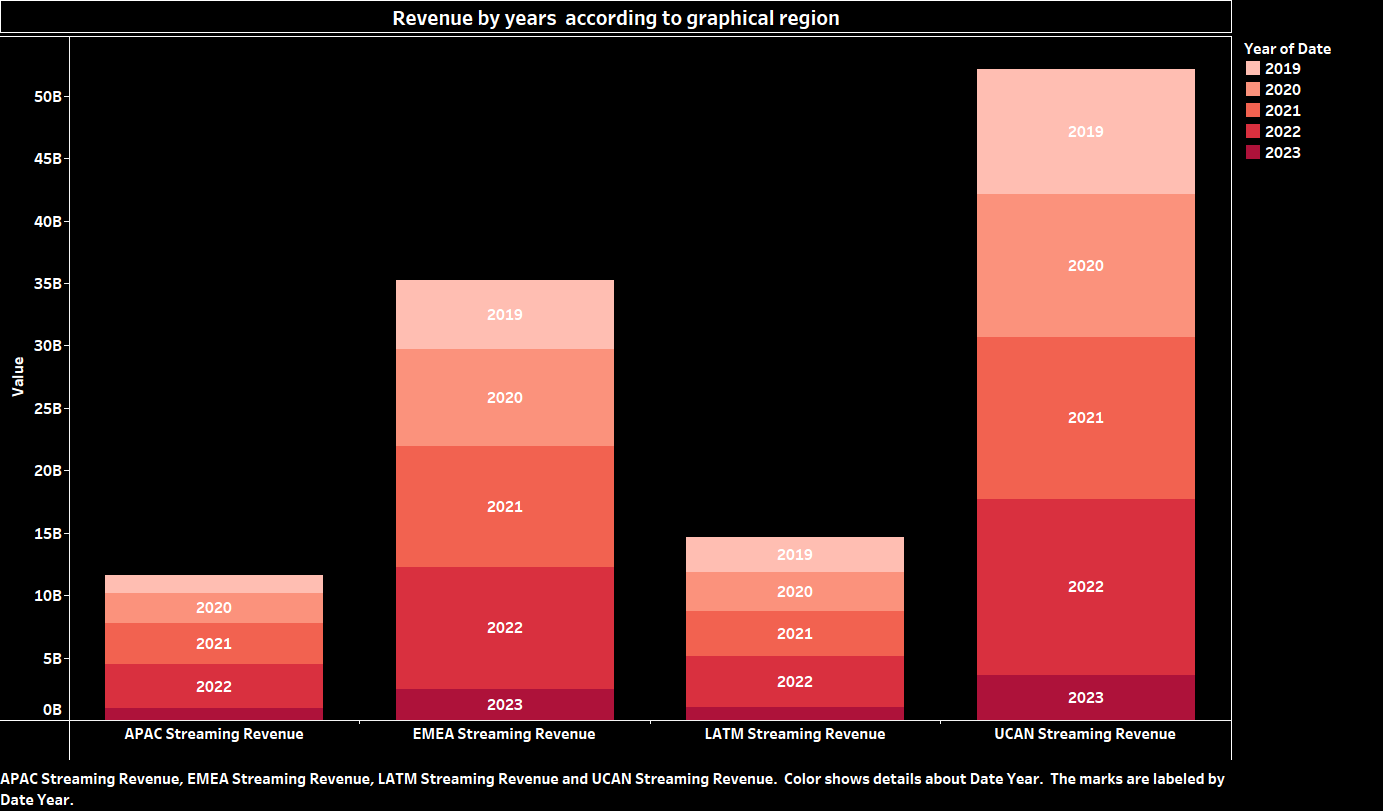 Revenue by years  according to graphical region
Year of Date
2019
2020
2021
2022
2023
Value
50B
45B
40B
35B
30B
25B
20B
15B
10B
5B
0B
2020
2021
2022
2019
2020
2021
2022
2023
2019
2020
2021
2022
2019
2020
2021
2022
2023
APAC Streaming Revenue
EMEA Streaming Revenue
LATM Streaming Revenue
UCAN Streaming Revenue
APAC Streaming Revenue, EMEA Streaming Revenue, LATM Streaming Revenue and UCAN Streaming Revenue.  Color shows details about Date Year.  The marks are labeled by
Date Year.